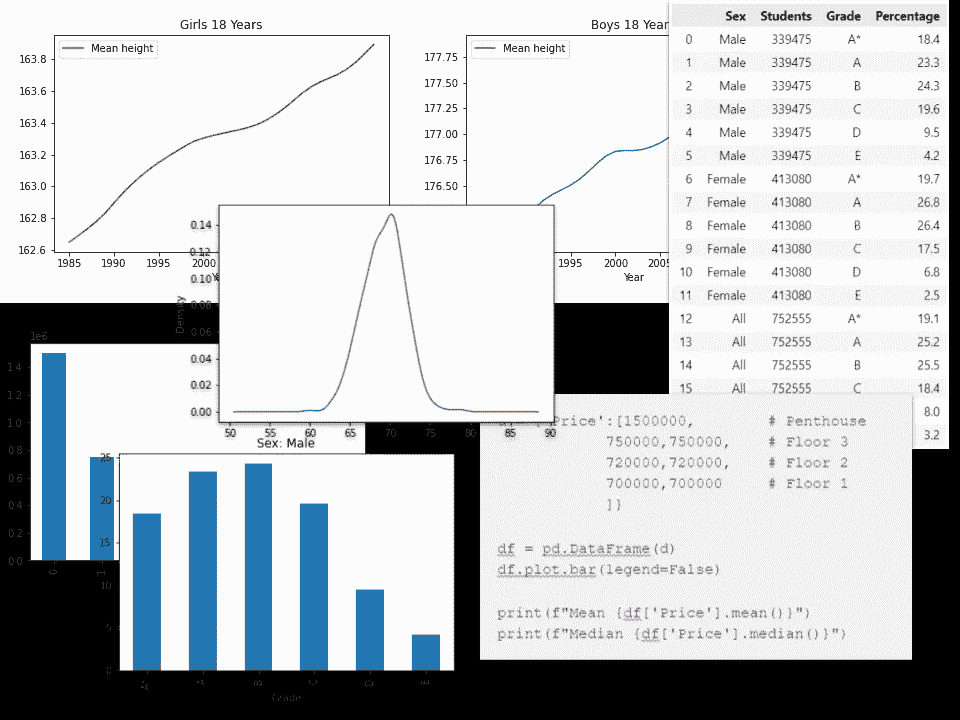 Girls 18 Years
Mean height
163.8
163.6
163.4
163.2
163.0
162.8
162.6
1985 1990 1995 2000
Boys 18 Year
Mean height
177.75
177.50
177.25
177.00
176.75
176.50
1995 2000 2005
Year
Sex Students Grade Percentage
0 Male 339475 A* 18.4
1 Male 339475 A 23.3
2 Male 339475 B 24.3
3 Male 339475 C 19.6
4 Male 339475 D 9.5
5 Male 339475 E 4.2
6 Female 413080 A* 19.7
7 Female 413080 A 26.8
8 Female 413080 B 26.4
9 Female 413080 C 17.5
10 Female 413080 D 6.8
11 Female 413080 E 2.5
12 All 752555 A* 19.1
13 All 752555 A 25.2
14 All 752555 B 25.5
15 All 752555 C 18.4
8.0
3.2
0.14
0.12
0.10
0.08
0.06
0.04
0.02
0.00
Density
50 55 60 65 70 75 80 85 90
1e6
1.4
1.2
1.0
0.8
0.6
0.4
0.2
0.0
0 1
Sex: Male
25
20
15
10
5
0
A* A B C D E
Grade
Price':[1500000, # Penthouse
750000,750000, # Floor 3
720000,720000, # Floor 2
700000,700000 # Floor 1
]}
df = pd.DataFrame(d)
df.plot.bar(legend=False)
print(f"Mean {df['Price'].mean()}")
print(f"Median {df['Price'].median()}")